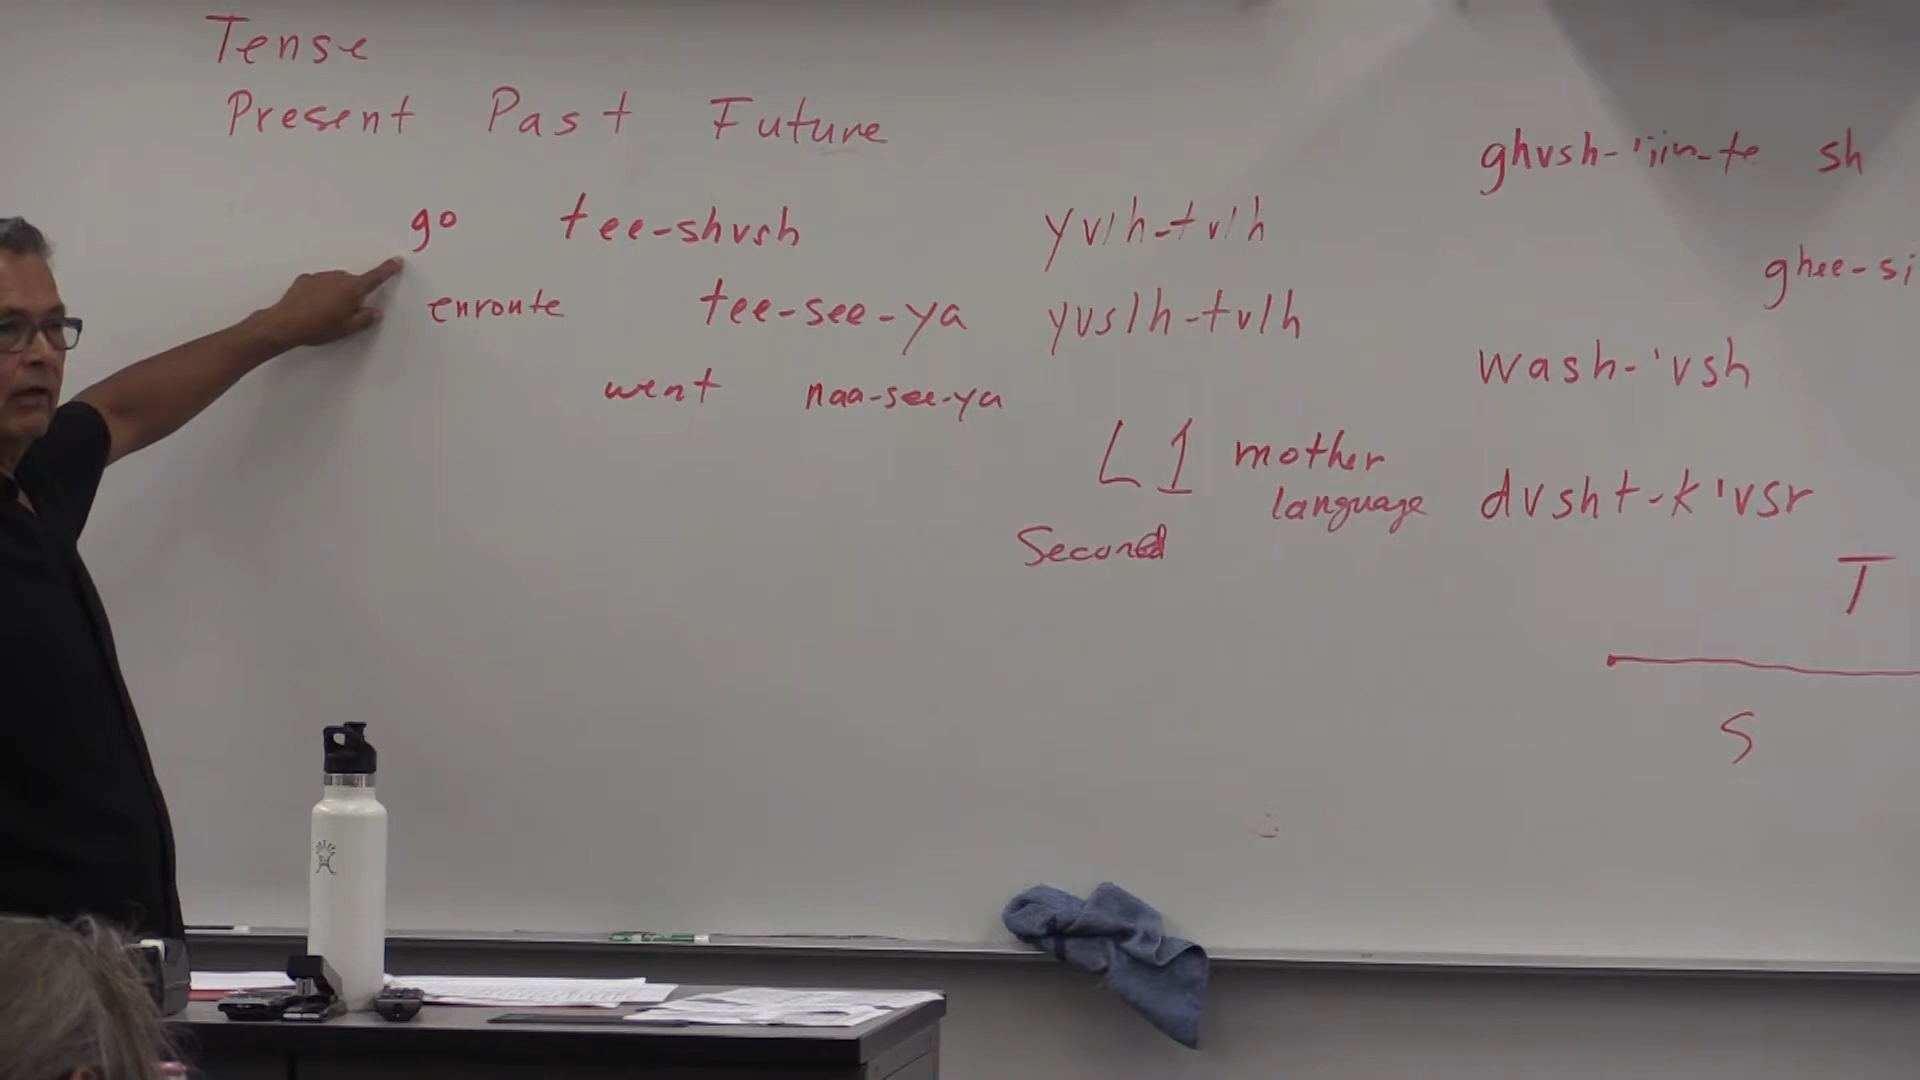 Tense
Present Past Future
go tee-shvsh
enroute tee-see-ya
went naa-see-ya
yvlh-tvlh
yvslh-tvlh
L1 mother
language
Second
ghvsh-'iin-te sh
ghee-si
wash-'vsh
dvsht-k'vsr
T
S